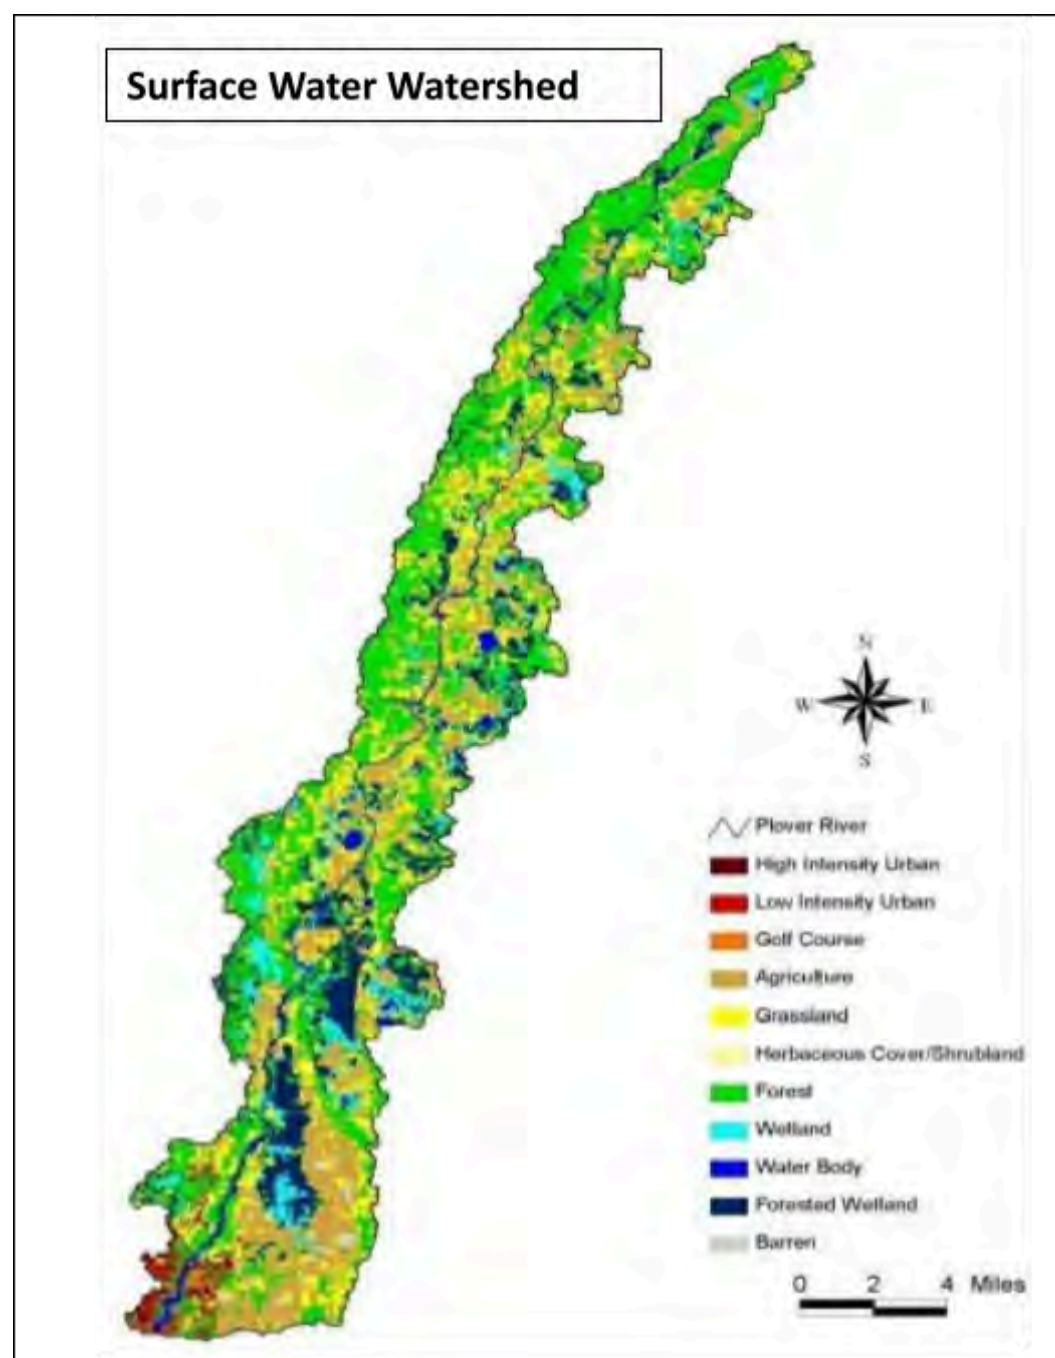 Surface Water Watershed
N
W E
S
Plover River
High Intensity Urban
Low Intensity Urban
Golf Course
Agriculture
Grassland
Herbaceous Cover/Shrubland
Forest
Wetland
Water Body
Forested Wetland
Barren
0 2 4 Miles